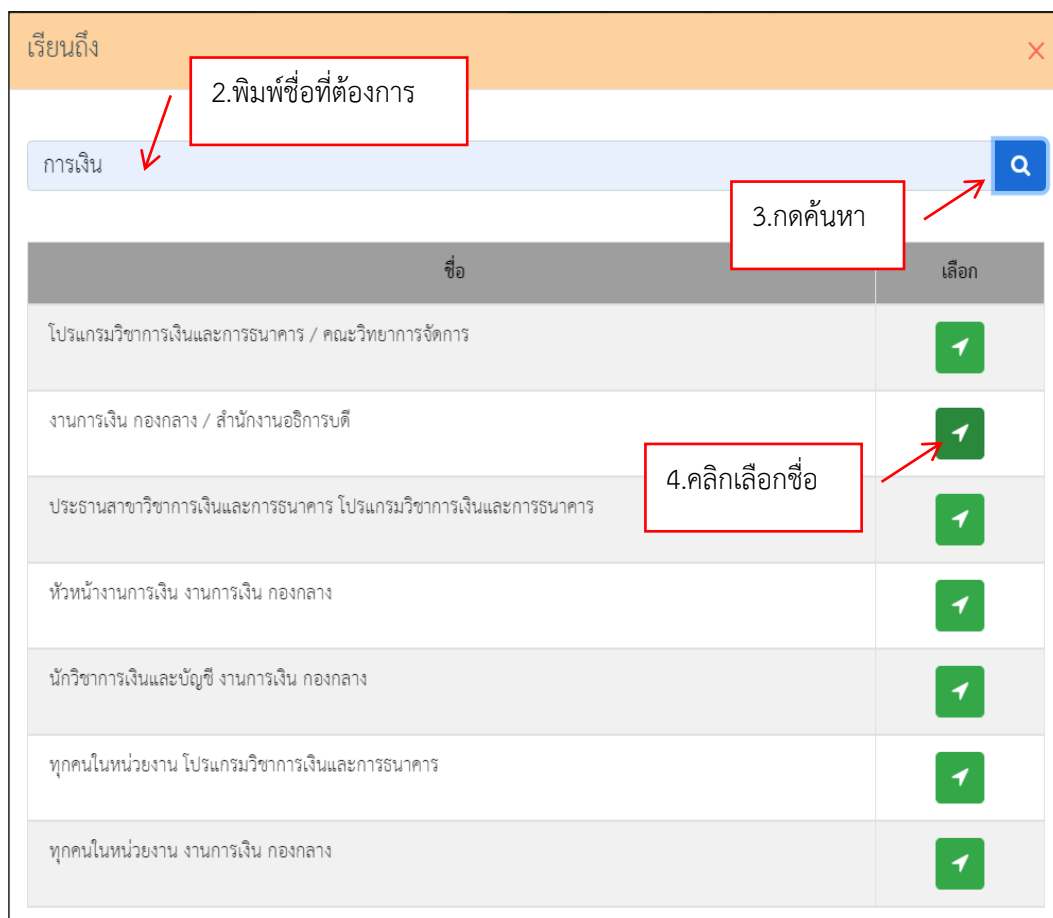 เรียนถึง
2.พิมพ์ชื่อที่ต้องการ
การเงิน
3.กดค้นหา
ชื่อ เลือก
โปรแกรมวิชาการเงินและการธนาคาร / คณะวิทยาการจัดการ
งานการเงิน กองกลาง / สำนักงานอธิการบดี
4.คลิกเลือกชื่อ
ประธานสาขาวิชาการเงินและการธนาคาร โปรแกรมวิชาการเงินและการธนาคาร
หัวหน้างานการเงิน งานการเงิน กองกลาง
นักวิชาการเงินและบัญชี งานการเงิน กองกลาง
ทุกคนในหน่วยงาน โปรแกรมวิชาการเงินและการธนาคาร
ทุกคนในหน่วยงาน งานการเงิน กองกลาง